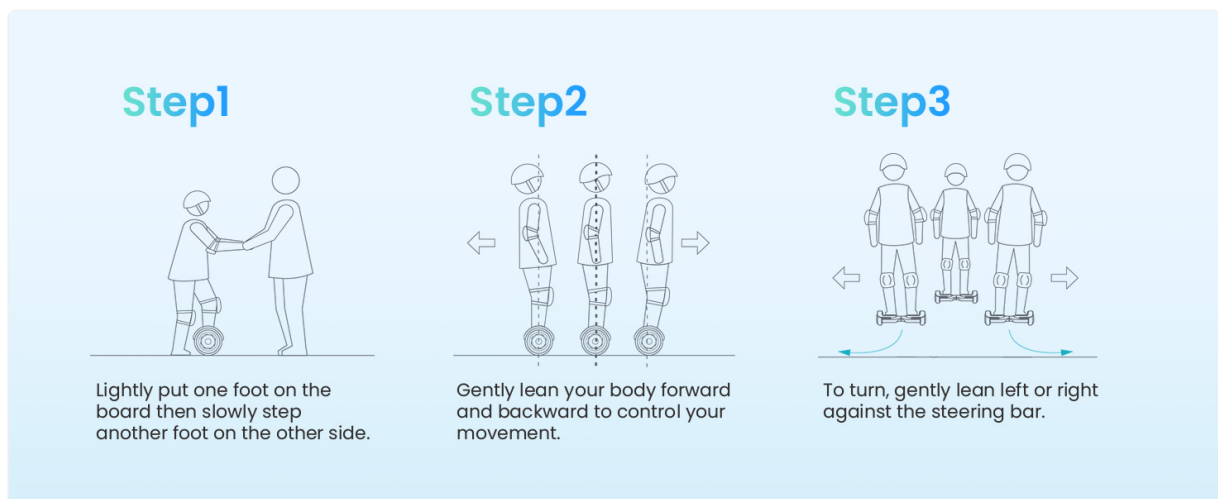 Step1
Lightly put one foot on the
board then slowly step
another foot on the other side.
Step2
Gently lean your body forward
and backward to control your
movement.
Step3
To turn, gently lean left or right
against the steering bar.